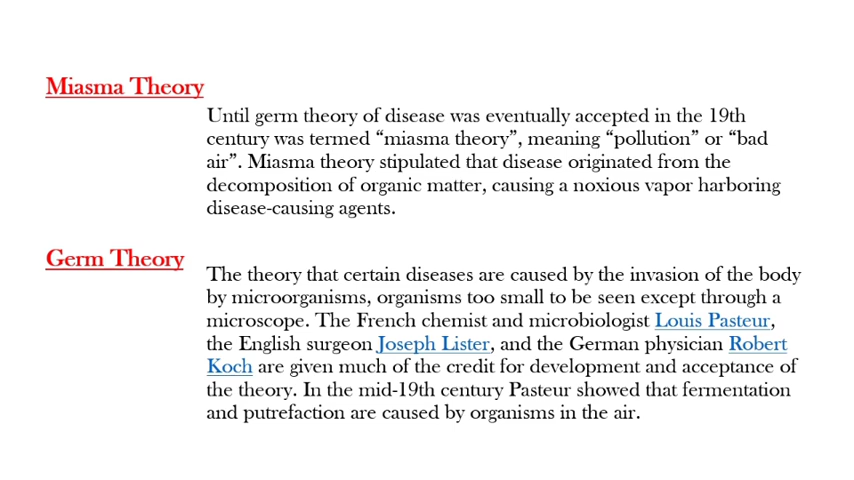 Miasma Theory
Until germ theory of disease was eventually accepted in the 19th
century was termed “miasma theory”, meaning “pollution” or “bad
air”. Miasma theory stipulated that disease originated from the
decomposition of organic matter, causing a noxious vapor harboring
disease-causing agents.
Germ Theory
The theory that certain diseases are caused by the invasion of the body
by microorganisms, organisms too small to be seen except through a
microscope. The French chemist and microbiologist Louis Pasteur,
the English surgeon Joseph Lister, and the German physician Robert
Koch are given much of the credit for development and acceptance of
the theory. In the mid-19th century Pasteur showed that fermentation
and putrefaction are caused by organisms in the air.